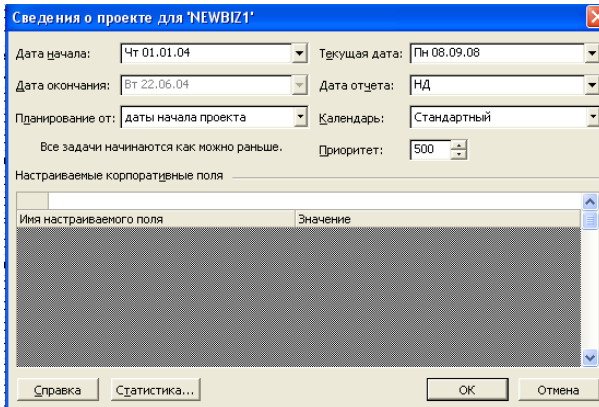 Сведения о проекте для 'NEWBIZ1'
Дата начала: Чт 01.01.04 Текущая дата: Пн 08.09.08
Дата окончания: Вт 22.06.04 Дата отчета: НД
Планирование от: даты начала проекта Календарь: Стандартный
Все задачи начинаются как можно раньше. Приоритет: 500
Настраиваемые корпоративные поля
Имя настраиваемого поля Значение
Справка Статистика... ОК Отмена